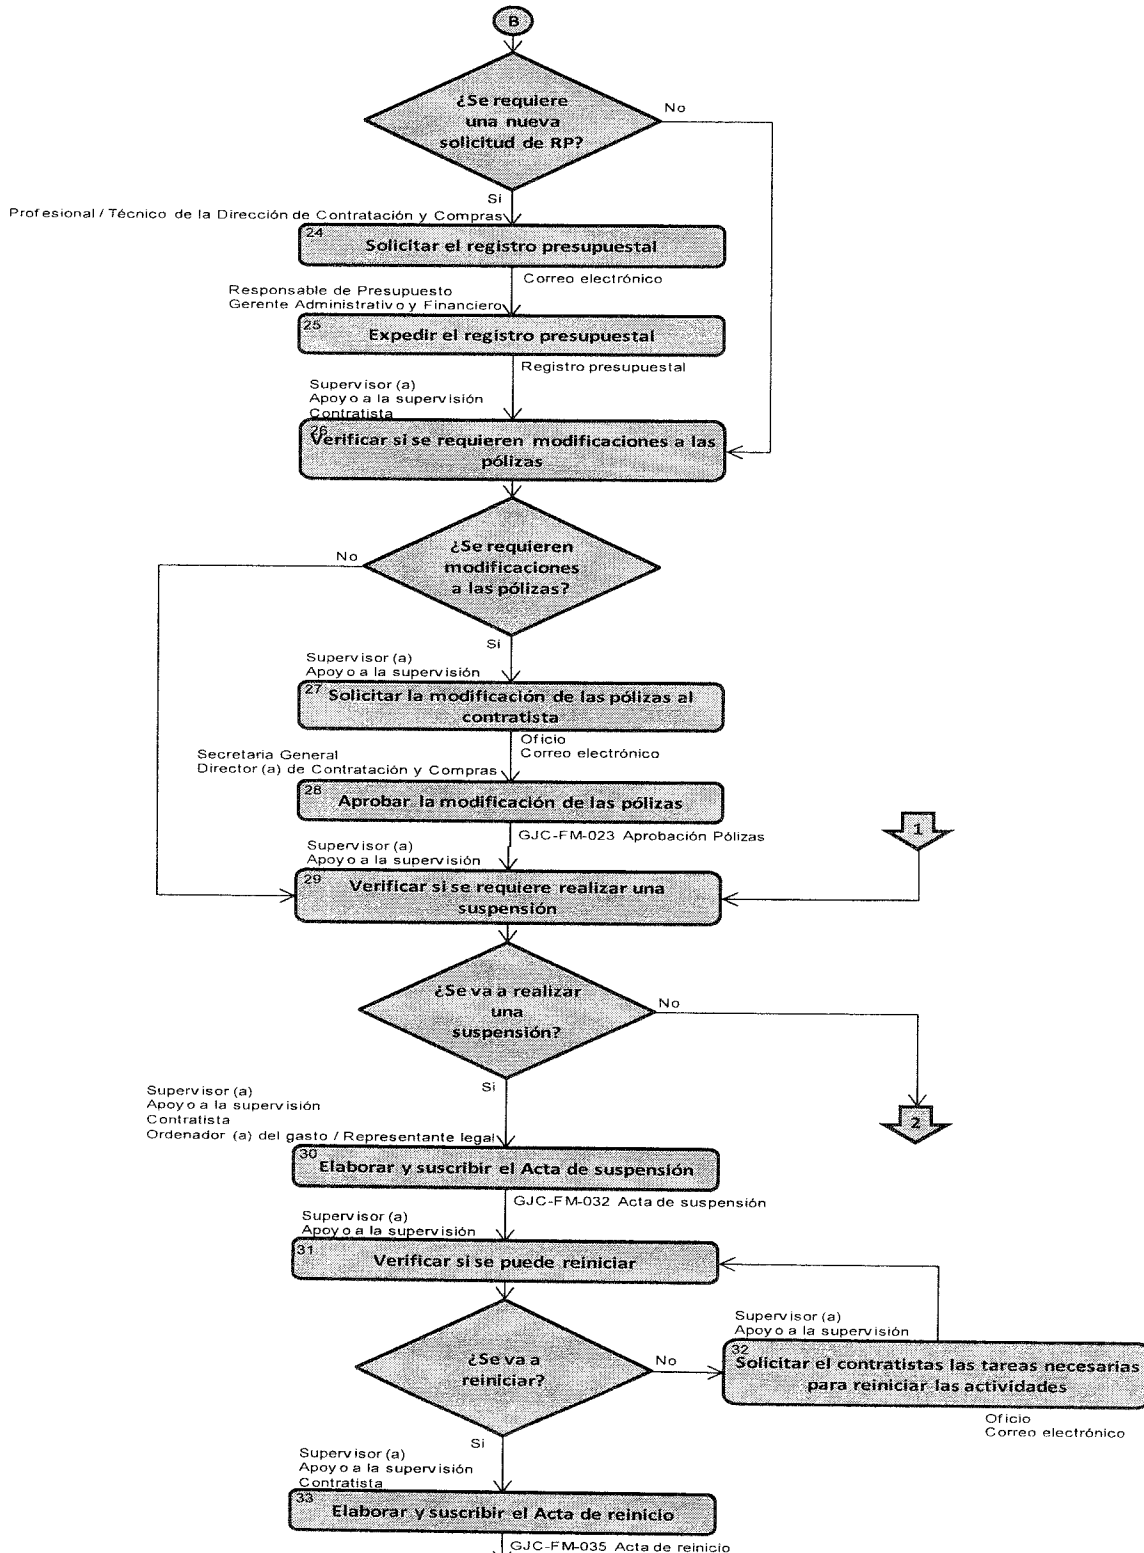 B
¿Se requiere
una nueva
solicitud de RP?
No
Si
Profesional / Técnico de la Dirección de Contratación y Compras
24
Solicitar el registro presupuestal
Correo electrónico
Responsable de Presupuesto
Gerente Administrativo y Financiero
25
Expedir el registro presupuestal
Registro presupuestal
Supervisor (a)
Apoyo a la supervisión
Contratista
26
Verificar si se requieren modificaciones a las
pólizas
¿Se requieren
modificaciones
a las pólizas?
No
Si
Supervisor (a)
Apoyo a la supervisión
27
Solicitar la modificación de las pólizas al
contratista
Oficio
Correo electrónico
Secretaria General
Director (a) de Contratación y Compras
28
Aprobar la modificación de las pólizas
GJC-FM-023 Aprobación Pólizas
1
Supervisor (a)
Apoyo a la supervisión
29
Verificar si se requiere realizar una
suspensión
¿Se va a realizar
una
suspensión?
No
Si
2
Supervisor (a)
Apoyo a la supervisión
Contratista
Ordenador (a) del gasto / Representante legal
30
Elaborar y suscribir el Acta de suspensión
GJC-FM-032 Acta de suspensión
Supervisor (a)
Apoyo a la supervisión
31
Verificar si se puede reiniciar
¿Se va a
reiniciar?
No
Supervisor (a)
Apoyo a la supervisión
32
Solicitar el contratistas las tareas necesarias
para reiniciar las actividades
Oficio
Correo electrónico
Si
Supervisor (a)
Apoyo a la supervisión
Contratista
33
Elaborar y suscribir el Acta de reinicio
GJC-FM-035 Acta de reinicio